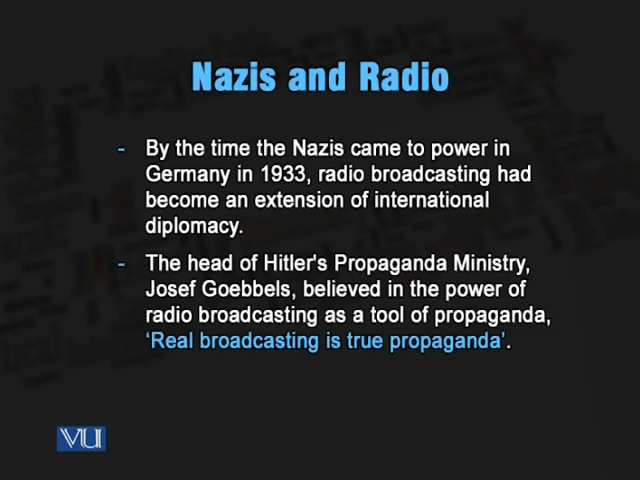 Nazis and Radio
- By the time the Nazis came to power in
Germany in 1933, radio broadcasting had
become an extension of international
diplomacy.
- The head of Hitler's Propaganda Ministry,
Josef Goebbels, believed in the power of
radio broadcasting as a tool of propaganda,
‘Real broadcasting is true propaganda’.
VU